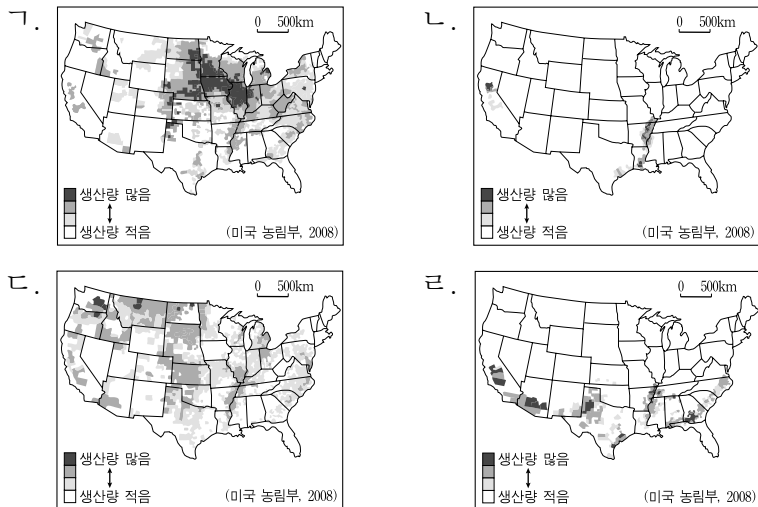 ㄱ.
0 500km
생산량 많음
생산량 적음
(미국 농림부, 2008)
ㄴ.
0 500km
생산량 많음
생산량 적음
(미국 농림부, 2008)
ㄷ.
0 500km
생산량 많음
생산량 적음
(미국 농림부, 2008)
ㄹ.
0 500km
생산량 많음
생산량 적음
(미국 농림부, 2008)